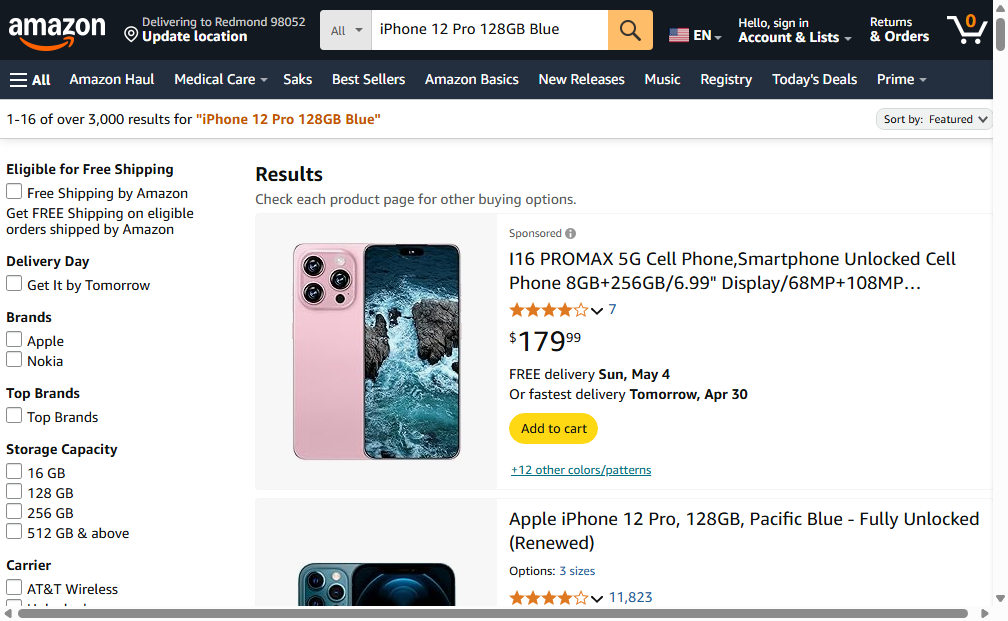 amazon
Delivering to Redmond 98052
Update location
All
iPhone 12 Pro 128GB Blue
EN
Hello, sign in
Account & Lists
Returns
& Orders
0
All
Amazon Haul
Medical Care
Saks
Best Sellers
Amazon Basics
New Releases
Music
Registry
Today's Deals
Prime
1-16 of over 3,000 results for "iPhone 12 Pro 128GB Blue"
Sort by: Featured
Eligible for Free Shipping
Free Shipping by Amazon
Get FREE Shipping on eligible
orders shipped by Amazon
Delivery Day
Get It by Tomorrow
Brands
Apple
Nokia
Top Brands
Top Brands
Storage Capacity
16 GB
128 GB
256 GB
512 GB & above
Carrier
AT&T Wireless
Results
Check each product page for other buying options.
Sponsored
I16 PROMAX 5G Cell Phone,Smartphone Unlocked Cell
Phone 8GB+256GB/6.99" Display/68MP+108MP…
7
$17999
FREE delivery Sun, May 4
Or fastest delivery Tomorrow, Apr 30
Add to cart
+12 other colors/patterns
Apple iPhone 12 Pro, 128GB, Pacific Blue - Fully Unlocked
(Renewed)
Options: 3 sizes
11,823